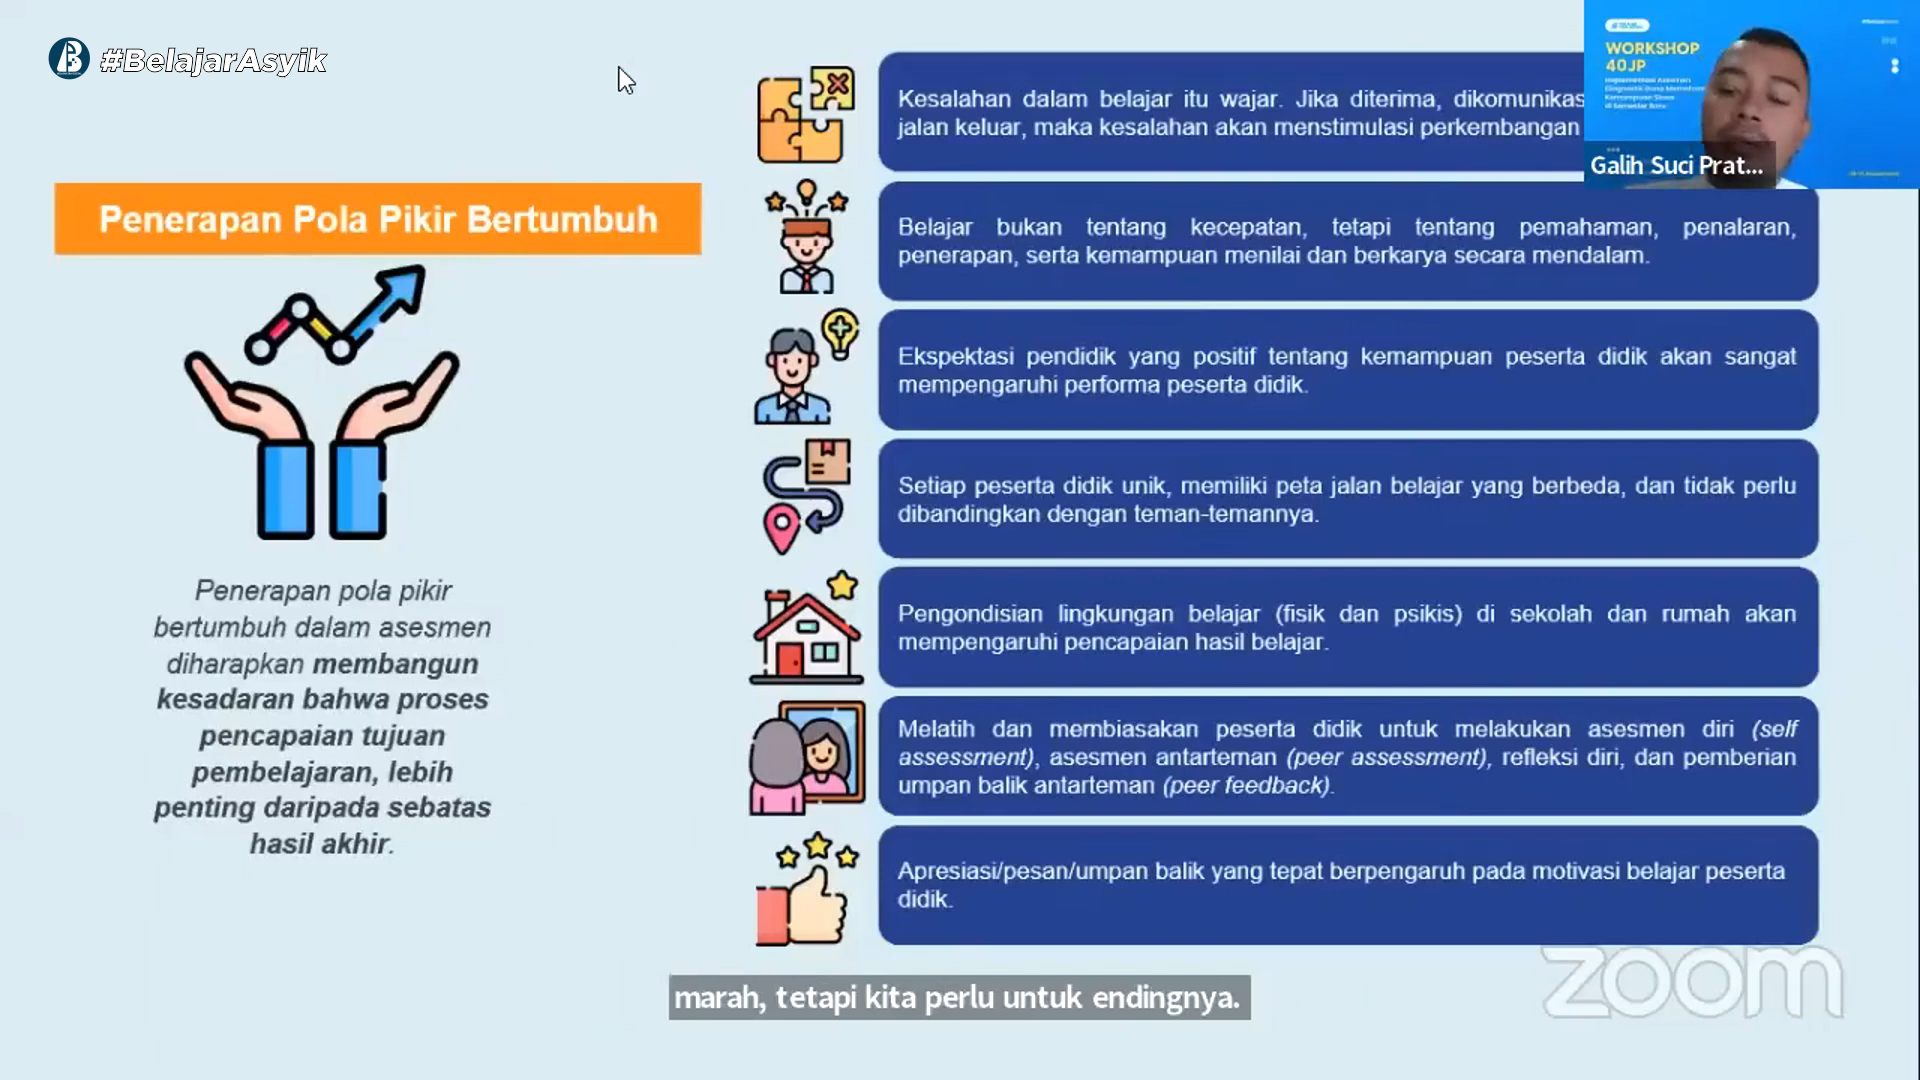 #BelajarAsyik
Penerapan Pola Pikir Bertumbuh
Penerapan pola pikir
bertumbuh dalam asesmen
diharapkan membangun
kesadaran bahwa proses
pencapaian tujuan
pembelajaran, lebih
penting daripada sebatas
hasil akhir.
Kesalahan dalam belajar itu wajar. Jika diterima, dikomunikas
jalan keluar, maka kesalahan akan menstimulasi perkembangan
Belajar bukan tentang kecepatan, tetapi tentang pemahaman, penalaran,
penerapan, serta kemampuan menilai dan berkarya secara mendalam.
Ekspektasi pendidik yang positif tentang kemampuan peserta didik akan sangat
mempengaruhi performa peserta didik.
Setiap peserta didik unik, memiliki peta jalan belajar yang berbeda, dan tidak perlu
dibandingkan dengan teman-temannya.
Pengondisian lingkungan belajar (fisik dan psikis) di sekolah dan rumah akan
mempengaruhi pencapaian hasil belajar.
Melatih dan membiasakan peserta didik untuk melakukan asesmen diri (self
assessment), asesmen antarteman (peer assessment), refleksi diri, dan pemberian
umpan balik antarteman (peer feedback).
Apresiasi/pesan/umpan balik yang tepat berpengaruh pada motivasi belajar peserta
didik.
WORKSHOP
40JP
Galih Suci Prat...
marah, tetapi kita perlu untuk endingnya.
zoom